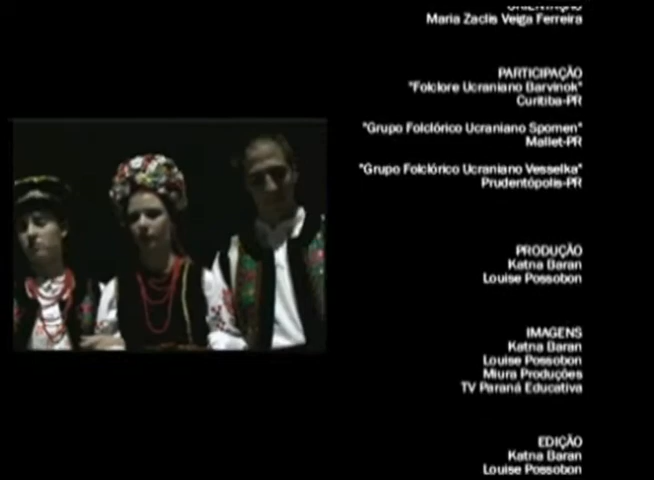 ORIENTAÇÃO
Maria Zaclis Veiga Ferreira
PARTICIPAÇÃO
"Folclore Ucraniano Barvinok"
Curitiba-PR
"Grupo Folclórico Ucraniano Spomen"
Mallet-PR
"Grupo Folclórico Ucraniano Vesselka"
Prudentópolis-PR
PRODUÇÃO
Katna Baran
Louise Possobon
IMAGENS
Katna Baran
Louise Possobon
Miura Produções
TV Paraná Educativa
EDIÇÃO
Katna Baran
Louise Possobon